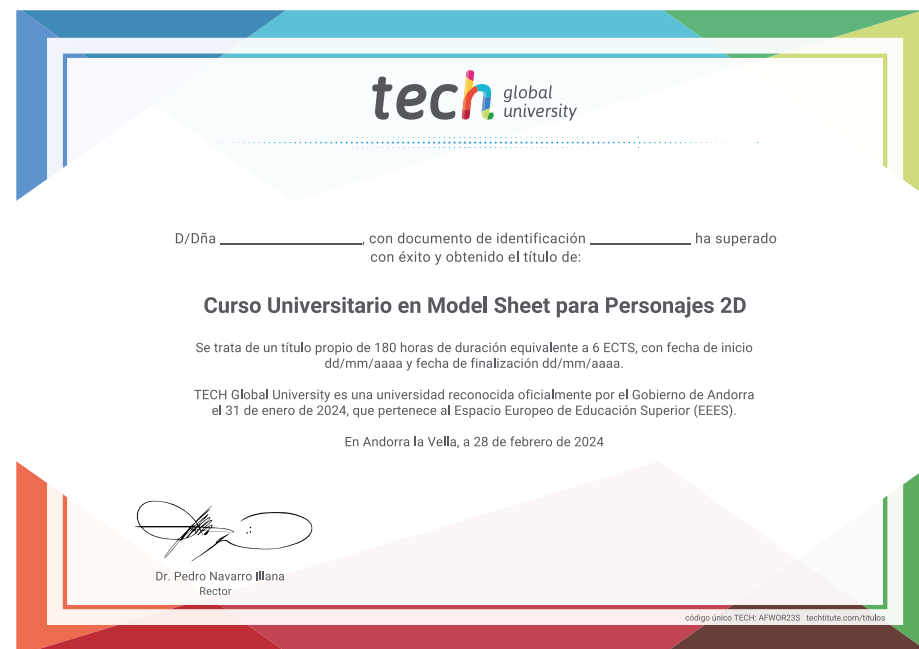 tech global university
D/Dña ____________, con documento de identificación ____________ ha superado
con éxito y obtenido el título de:
Curso Universitario en Model Sheet para Personajes 2D
Se trata de un título propio de 180 horas de duración equivalente a 6 ECTS, con fecha de inicio
dd/mm/aaaa y fecha de finalización dd/mm/aaaa.
TECH Global University es una universidad reconocida oficialmente por el Gobierno de Andorra
el 31 de enero de 2024, que pertenece al Espacio Europeo de Educación Superior (EEES).
En Andorra la Vella, a 28 de febrero de 2024
Dr. Pedro Navarro Illana
Rector
código único TECH: AFWOR23S techtitute.com/titulos